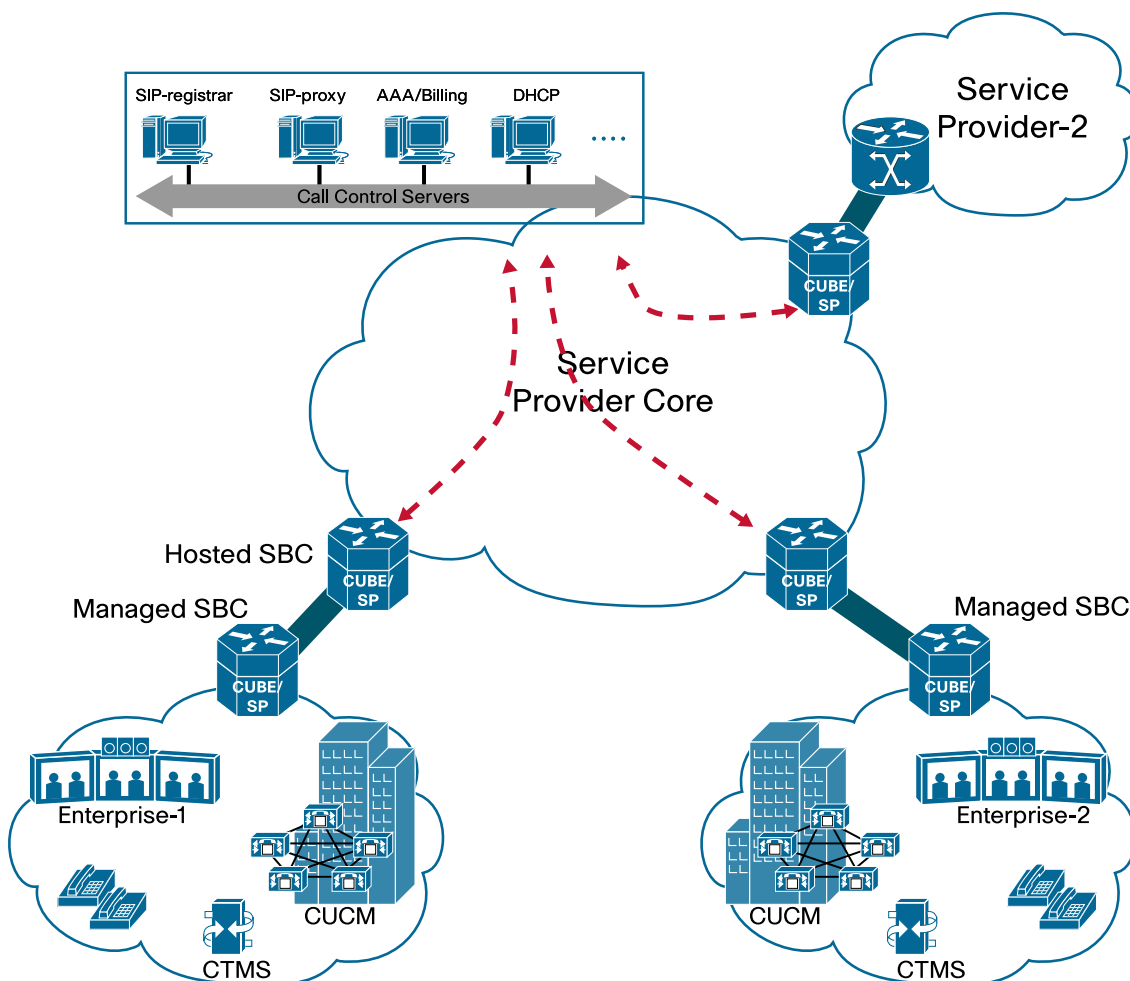 SIP-registrar
SIP-proxy
AAA/Billing
DHCP
....
Call Control Servers
Service
Provider-2
CUBE/
SP
Service
Provider Core
Hosted SBC
CUBE/
SP
CUBE/
SP
Managed SBC
Managed SBC
CUBE/
SP
CUBE/
SP
Enterprise-1
Enterprise-2
CUCM
CUCM
CTMS
CTMS